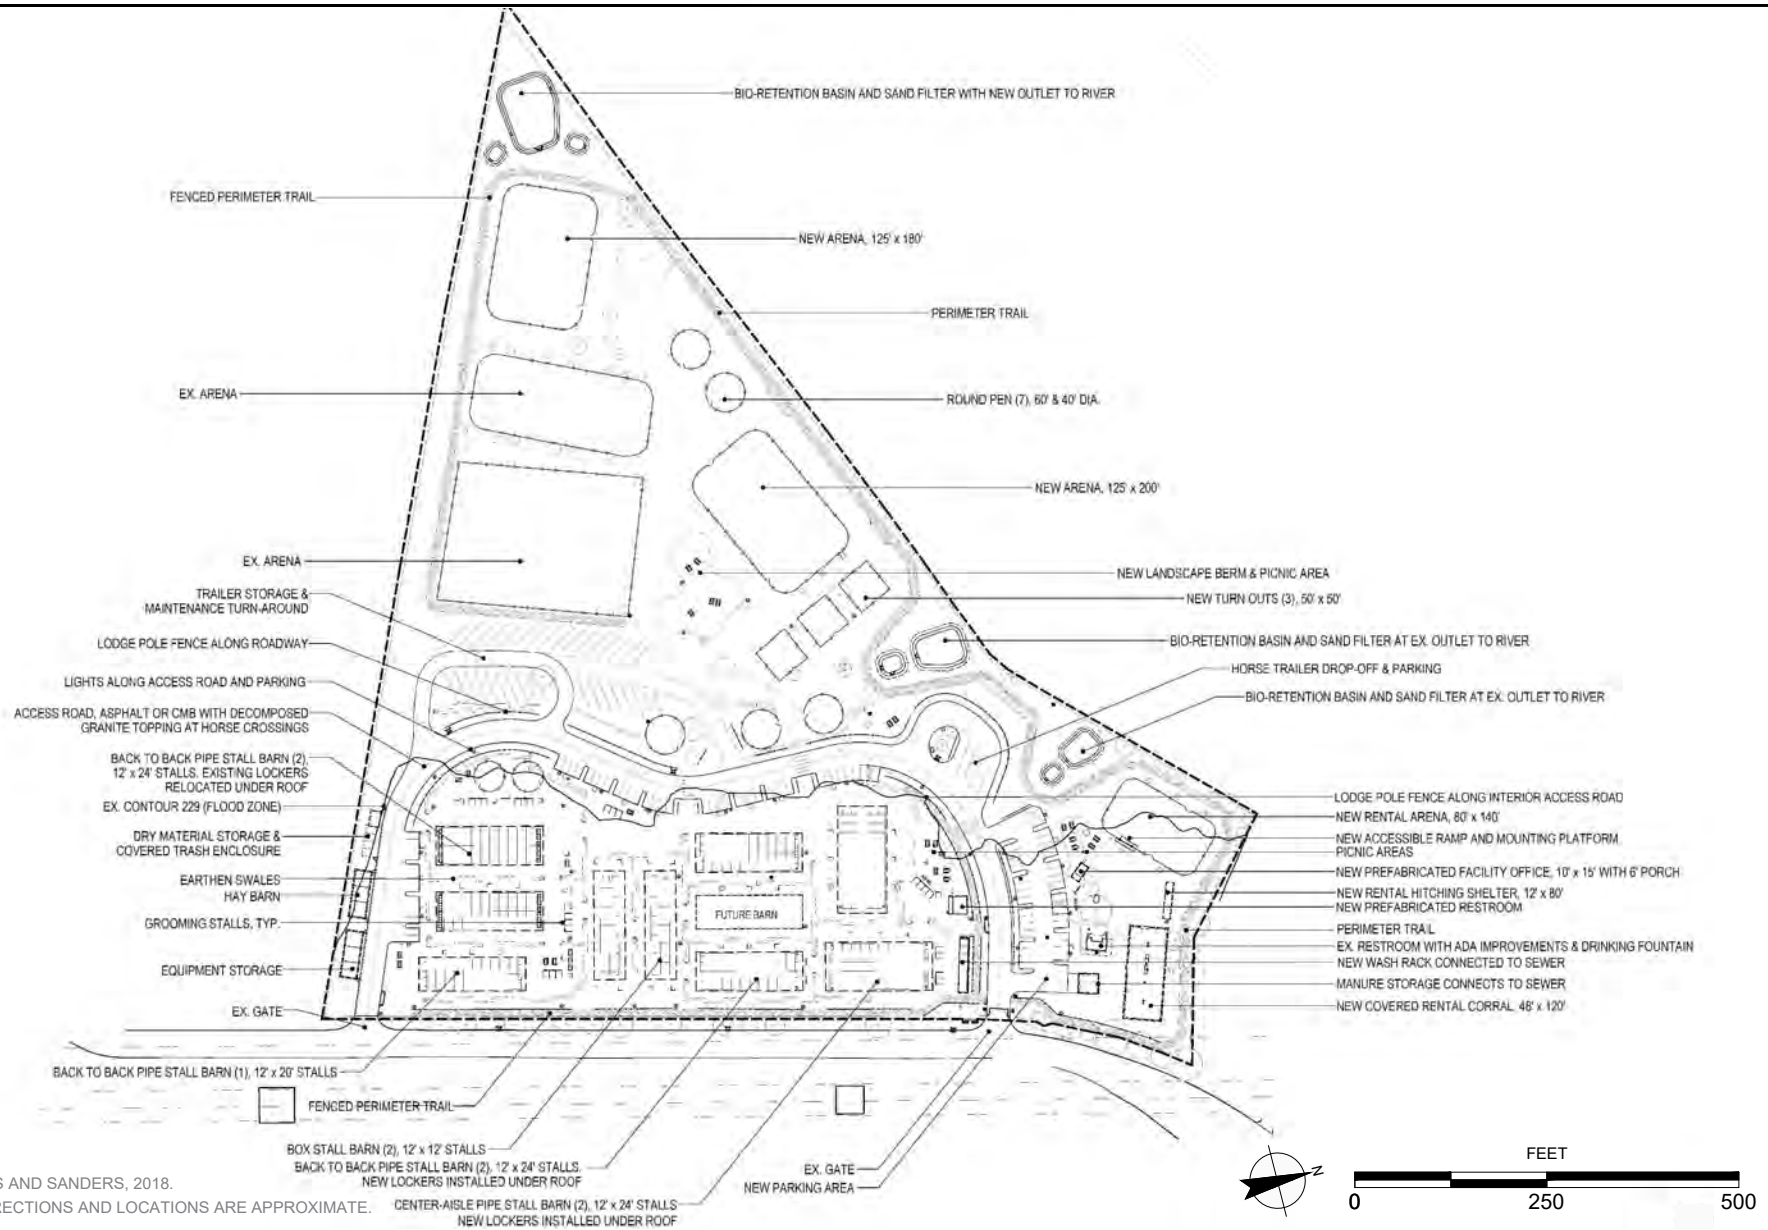 BIO-RETENTION BASIN AND SAND FILTER WITH NEW OUTLET TO RIVER
FENCED PERIMETER TRAIL
NEW ARENA, 125' x 180'
PERIMETER TRAIL
EX. ARENA
ROUND PEN (7), 60' & 40' DIA.
NEW ARENA, 125' x 200'
EX. ARENA
NEW LANDSCAPE BERM & PICNIC AREA
TRAILER STORAGE &
MAINTENANCE TURN-AROUND
NEW TURN OUTS (3), 50' x 50'
LODGE POLE FENCE ALONG ROADWAY
BIO-RETENTION BASIN AND SAND FILTER AT EX. OUTLET TO RIVER
HORSE TRAILER DROP-OFF & PARKING
LIGHTS ALONG ACCESS ROAD AND PARKING
BIO-RETENTION BASIN AND SAND FILTER AT EX. OUTLET TO RIVER
ACCESS ROAD, ASPHALT OR CMB WITH DECOMPOSED
GRANITE TOPPING AT HORSE CROSSINGS
BACK TO BACK PIPE STALL BARN (2),
12' x 24' STALLS. EXISTING LOCKERS
RELOCATED UNDER ROOF
EX. CONTOUR 229 (FLOOD ZONE)
DRY MATERIAL STORAGE &
COVERED TRASH ENCLOSURE
EARTHEN SWALES
HAY BARN
GROOMING STALLS, TYP.
EQUIPMENT STORAGE
EX. GATE
FUTURE BARN
LODGE POLE FENCE ALONG INTERIOR ACCESS ROAD
NEW RENTAL ARENA, 80' x 140'
NEW ACCESSIBLE RAMP AND MOUNTING PLATFORM
PICNIC AREAS
NEW PREFABRICATED FACILITY OFFICE, 10' x 15' WITH 6' PORCH
NEW RENTAL HITCHING SHELTER, 12' x 80'
NEW PREFABRICATED RESTROOM
PERIMETER TRAIL
EX. RESTROOM WITH ADA IMPROVEMENTS & DRINKING FOUNTAIN
NEW WASH RACK CONNECTED TO SEWER
MANURE STORAGE CONNECTS TO SEWER
NEW COVERED RENTAL CORRAL, 48' x 120'
BACK TO BACK PIPE STALL BARN (1), 12' x 20' STALLS
FENCED PERIMETER TRAIL
BOX STALL BARN (2), 12' x 12' STALLS
BACK TO BACK PIPE STALL BARN (2), 12' x 24' STALLS.
NEW LOCKERS INSTALLED UNDER ROOF
CENTER-AISLE PIPE STALL BARN (2), 12' x 24' STALLS
NEW LOCKERS INSTALLED UNDER ROOF
EX. GATE
NEW PARKING AREA
S AND SANDERS, 2018.
RECTIONS AND LOCATIONS ARE APPROXIMATE.
N
FEET
0 250 500